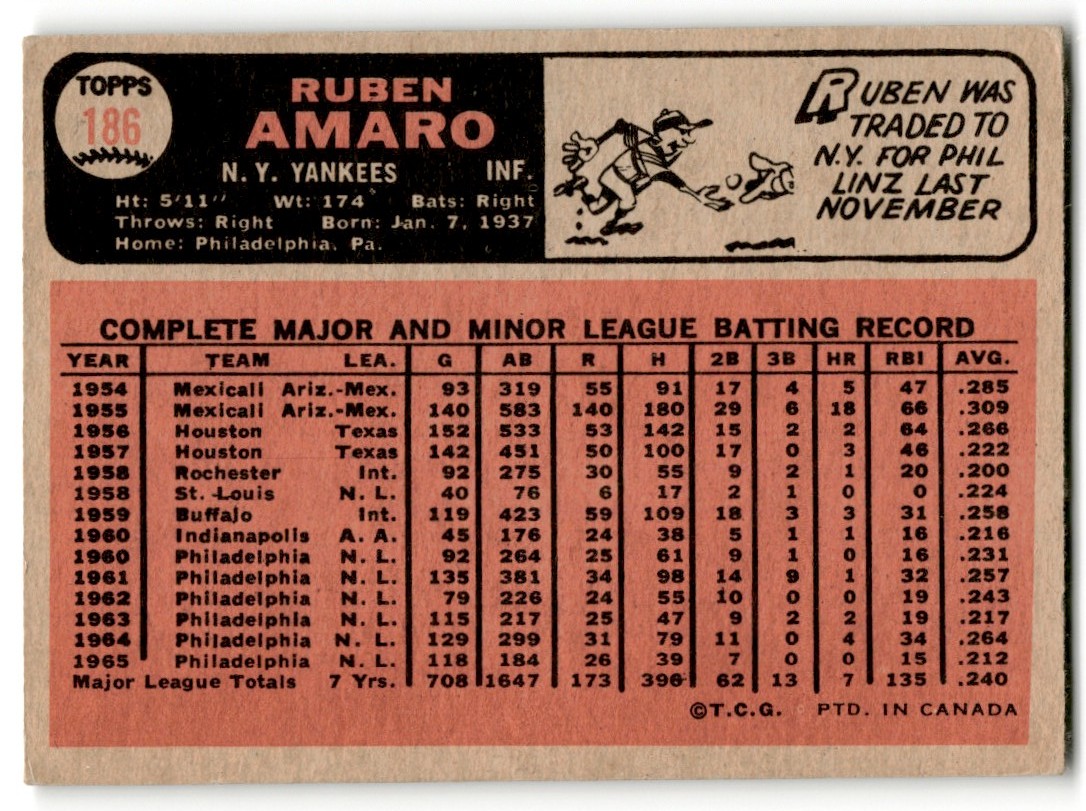 TOPPS
186
RUBEN
AMARO
N. Y. YANKEES INF.
Ht: 5'11" Wt: 174 Bats: Right
Throws: Right Born: Jan. 7, 1937
Home: Philadelphia, Pa.
RUBEN WAS
TRADED TO
N.Y. FOR PHIL
LINZ LAST
NOVEMBER
COMPLETE MAJOR AND MINOR LEAGUE BATTING RECORD
YEAR TEAM LEA. G AB R H 2B 3B HR RBI AVG.
1954 Mexicali Ariz.-Mex. 93 319 55 91 17 4 5 47 .285
1955 Mexicali Ariz.-Mex. 140 583 140 180 29 6 18 66 .309
1956 Houston Texas 152 533 53 142 15 2 2 64 .266
1957 Houston Texas 142 451 50 100 17 0 3 46 .222
1958 Rochester Int. 92 275 30 55 9 2 1 20 .200
1958 St. Louis N. L. 40 76 6 17 2 1 0 0 .224
1959 Buffalo Int. 119 423 59 109 18 3 3 31 .258
1960 Indianapolis A. A. 45 176 24 38 5 1 1 16 .216
1960 Philadelphia N. L. 92 264 25 61 9 1 0 16 .231
1961 Philadelphia N. L. 135 381 34 98 14 9 1 32 .257
1962 Philadelphia N. L. 79 226 24 55 10 0 0 19 .243
1963 Philadelphia N. L. 115 217 25 47 9 2 2 19 .217
1964 Philadelphia N. L. 129 299 31 79 11 0 4 34 .264
1965 Philadelphia N. L. 118 184 26 39 7 0 0 15 .212
Major League Totals 7 Yrs. 708 1647 173 396 62 13 7 135 .240
©T.C.G. PTD. IN CANADA